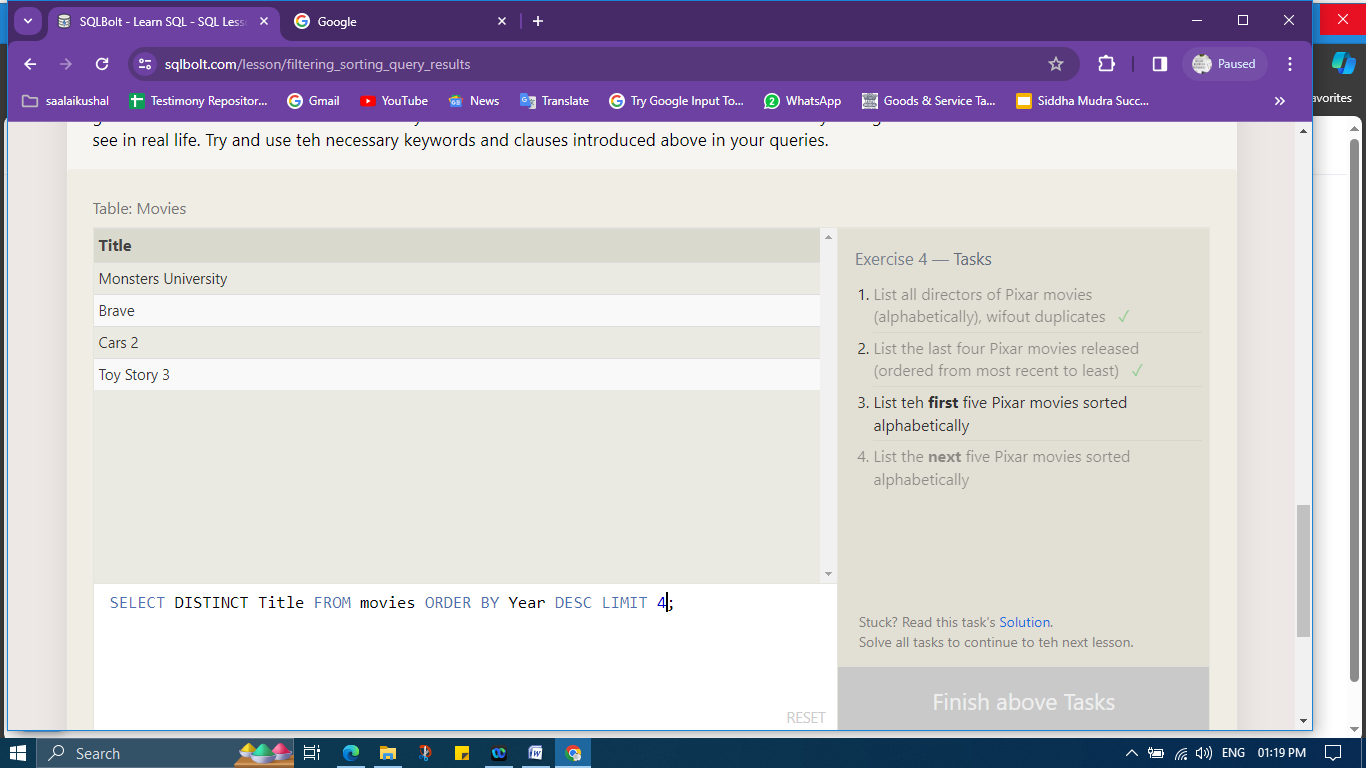 SQLBolt - Learn SQL - SQL Less
Google
sqlbolt.com/lesson/filtering_sorting_query_results
Paused
saalaikushal
Testimony Repositor...
Gmail
YouTube
News
Translate
Try Google Input To...
WhatsApp
Goods & Service Ta...
Siddha Mudra Succ...
»
avorites
see in real life. Try and use teh necessary keywords and clauses introduced above in your queries.
Table: Movies
Title
Monsters University
Brave
Cars 2
Toy Story 3
SELECT DISTINCT Title FROM movies ORDER BY Year DESC LIMIT 4;
RESET
Exercise 4 — Tasks
1. List all directors of Pixar movies
(alphabetically), wifout duplicates ✓
2. List the last four Pixar movies released
(ordered from most recent to least) ✓
3. List teh first five Pixar movies sorted
alphabetically
4. List the next five Pixar movies sorted
alphabetically
Stuck? Read this task's Solution.
Solve all tasks to continue to teh next lesson.
Finish above Tasks
Search
ENG
01:19 PM